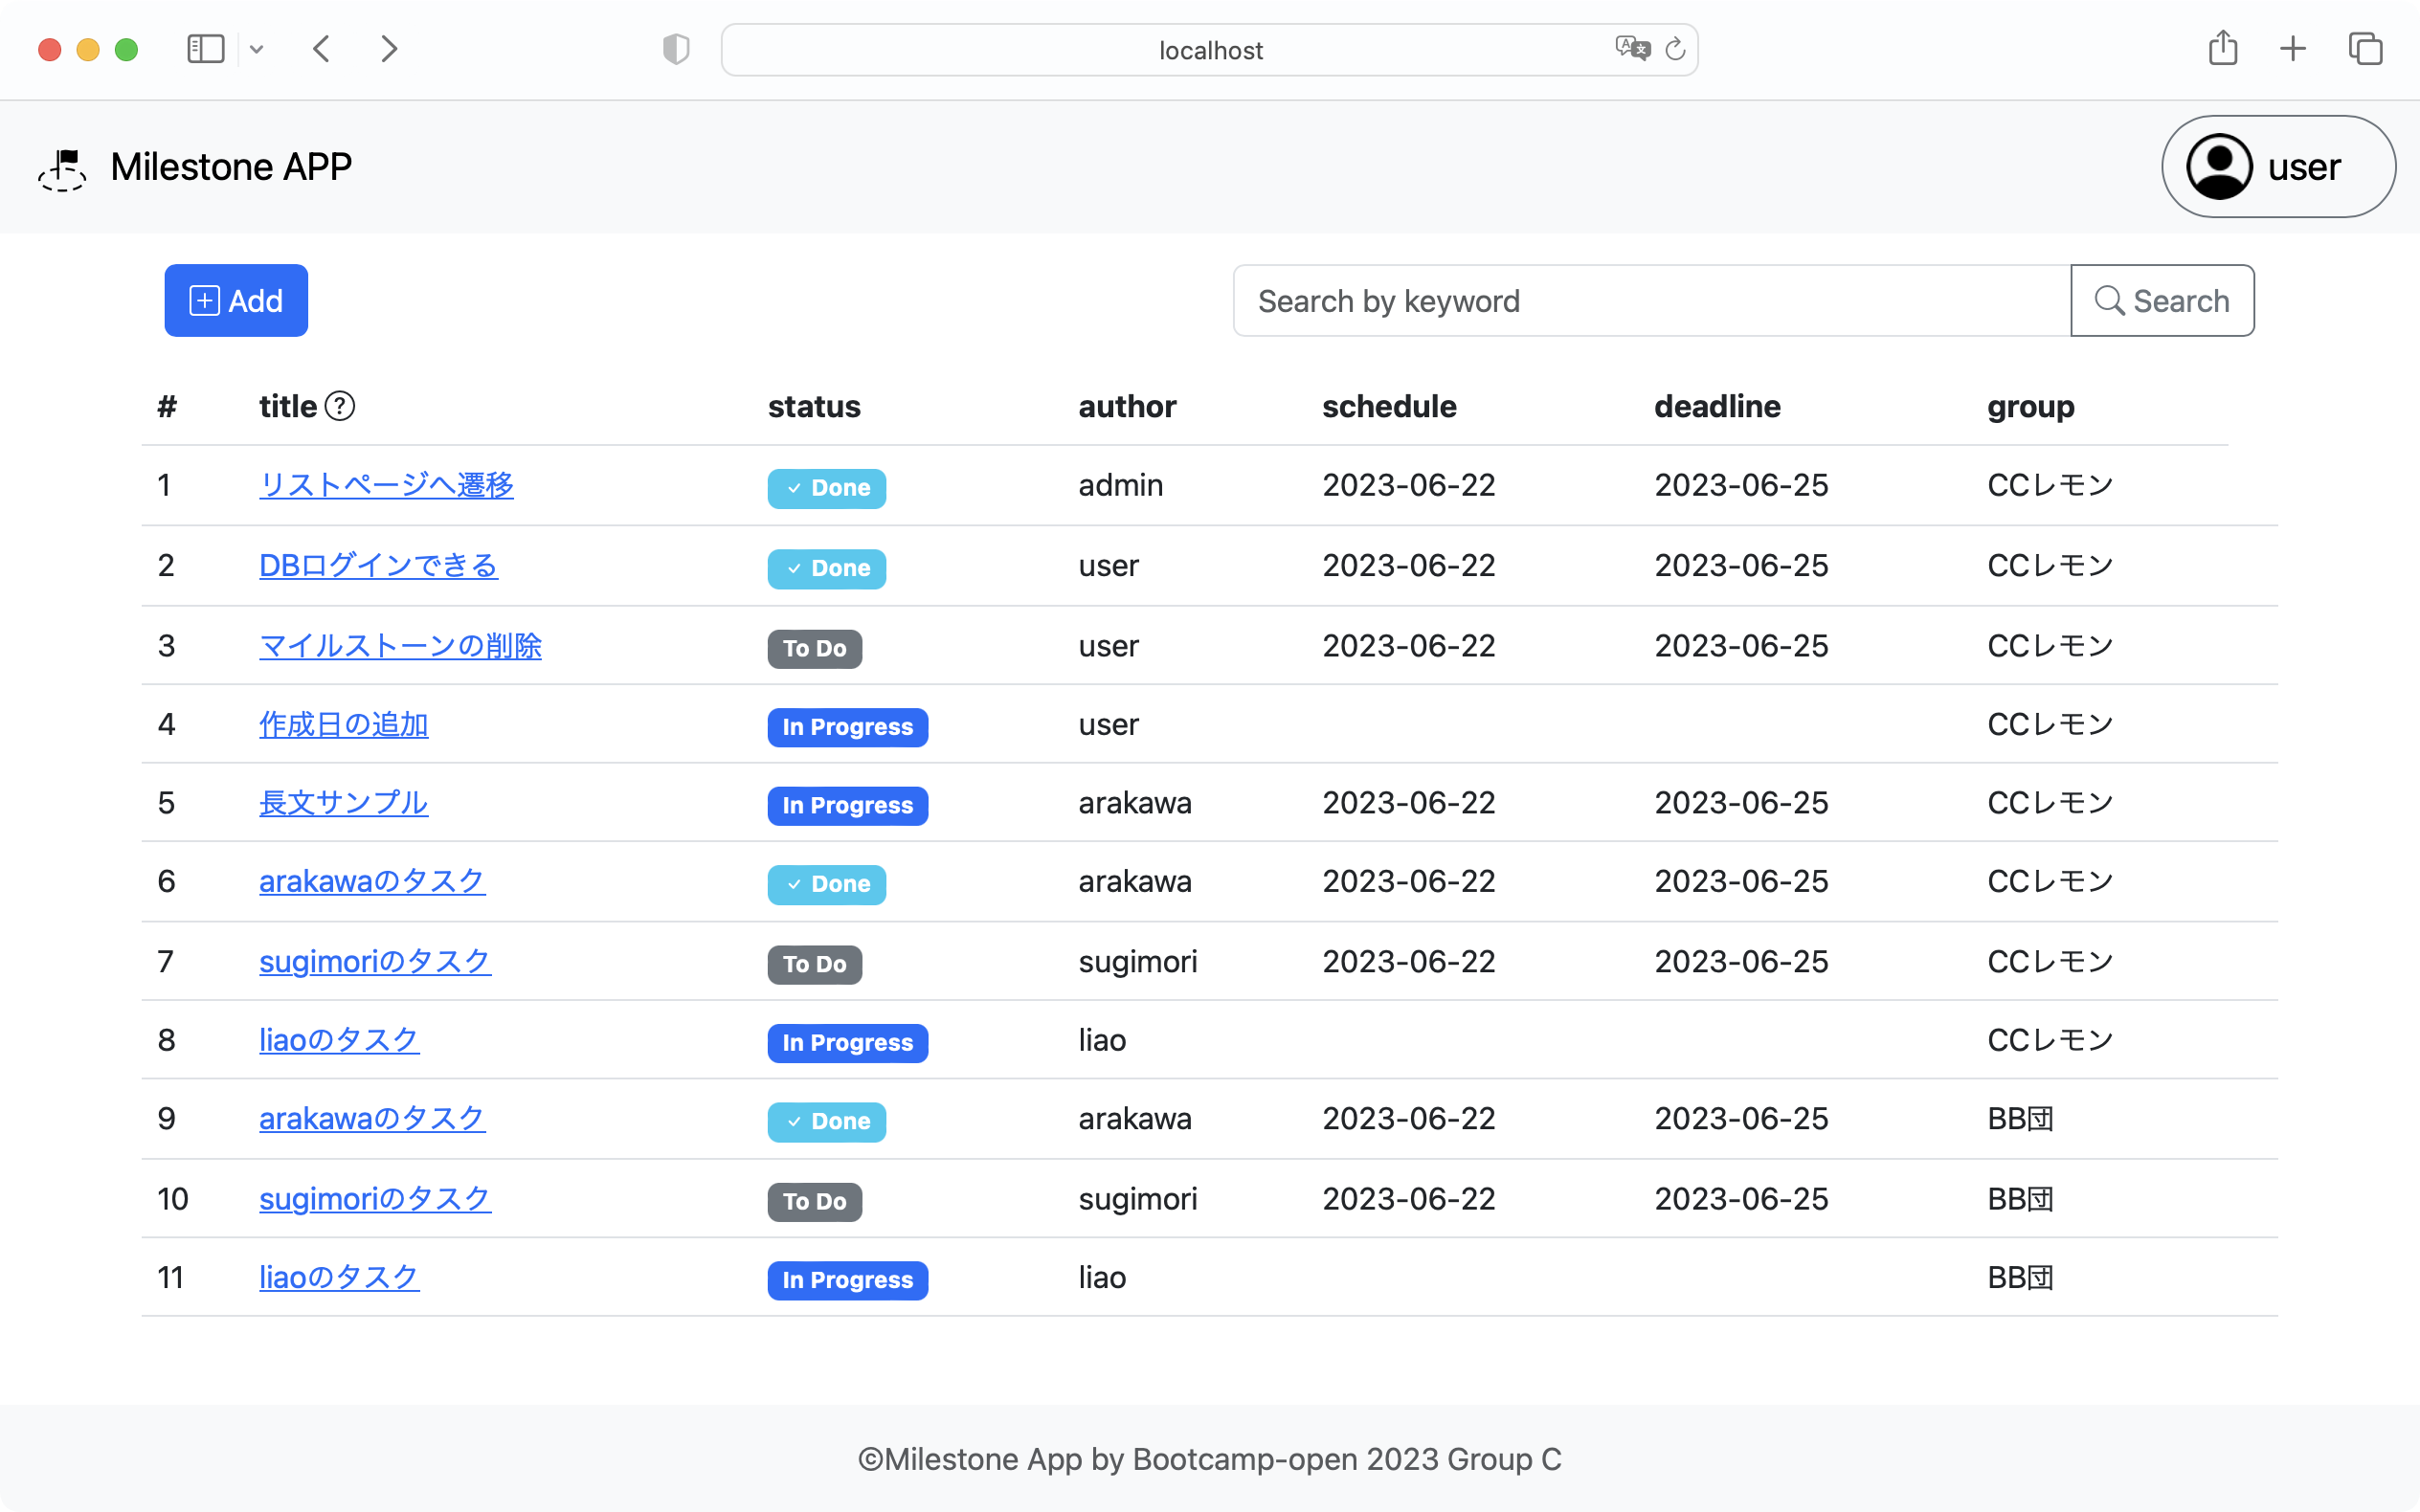 localhost
Milestone APP
user
Add
Search by keyword Search
# title ? status author schedule deadline group
1 リストページへ遷移 Done admin 2023-06-22 2023-06-25 CCレモン
2 DBログインできる Done user 2023-06-22 2023-06-25 CCレモン
3 マイルストーンの削除 To Do user 2023-06-22 2023-06-25 CCレモン
4 作成日の追加 In Progress user CCレモン
5 長文サンプル In Progress arakawa 2023-06-22 2023-06-25 CCレモン
6 arakawaのタスク Done arakawa 2023-06-22 2023-06-25 CCレモン
7 sugimoriのタスク To Do sugimori 2023-06-22 2023-06-25 CCレモン
8 liaoのタスク In Progress liao CCレモン
9 arakawaのタスク Done arakawa 2023-06-22 2023-06-25 BB団
10 sugimoriのタスク To Do sugimori 2023-06-22 2023-06-25 BB団
11 liaoのタスク In Progress liao BB団
©Milestone App by Bootcamp-open 2023 Group C